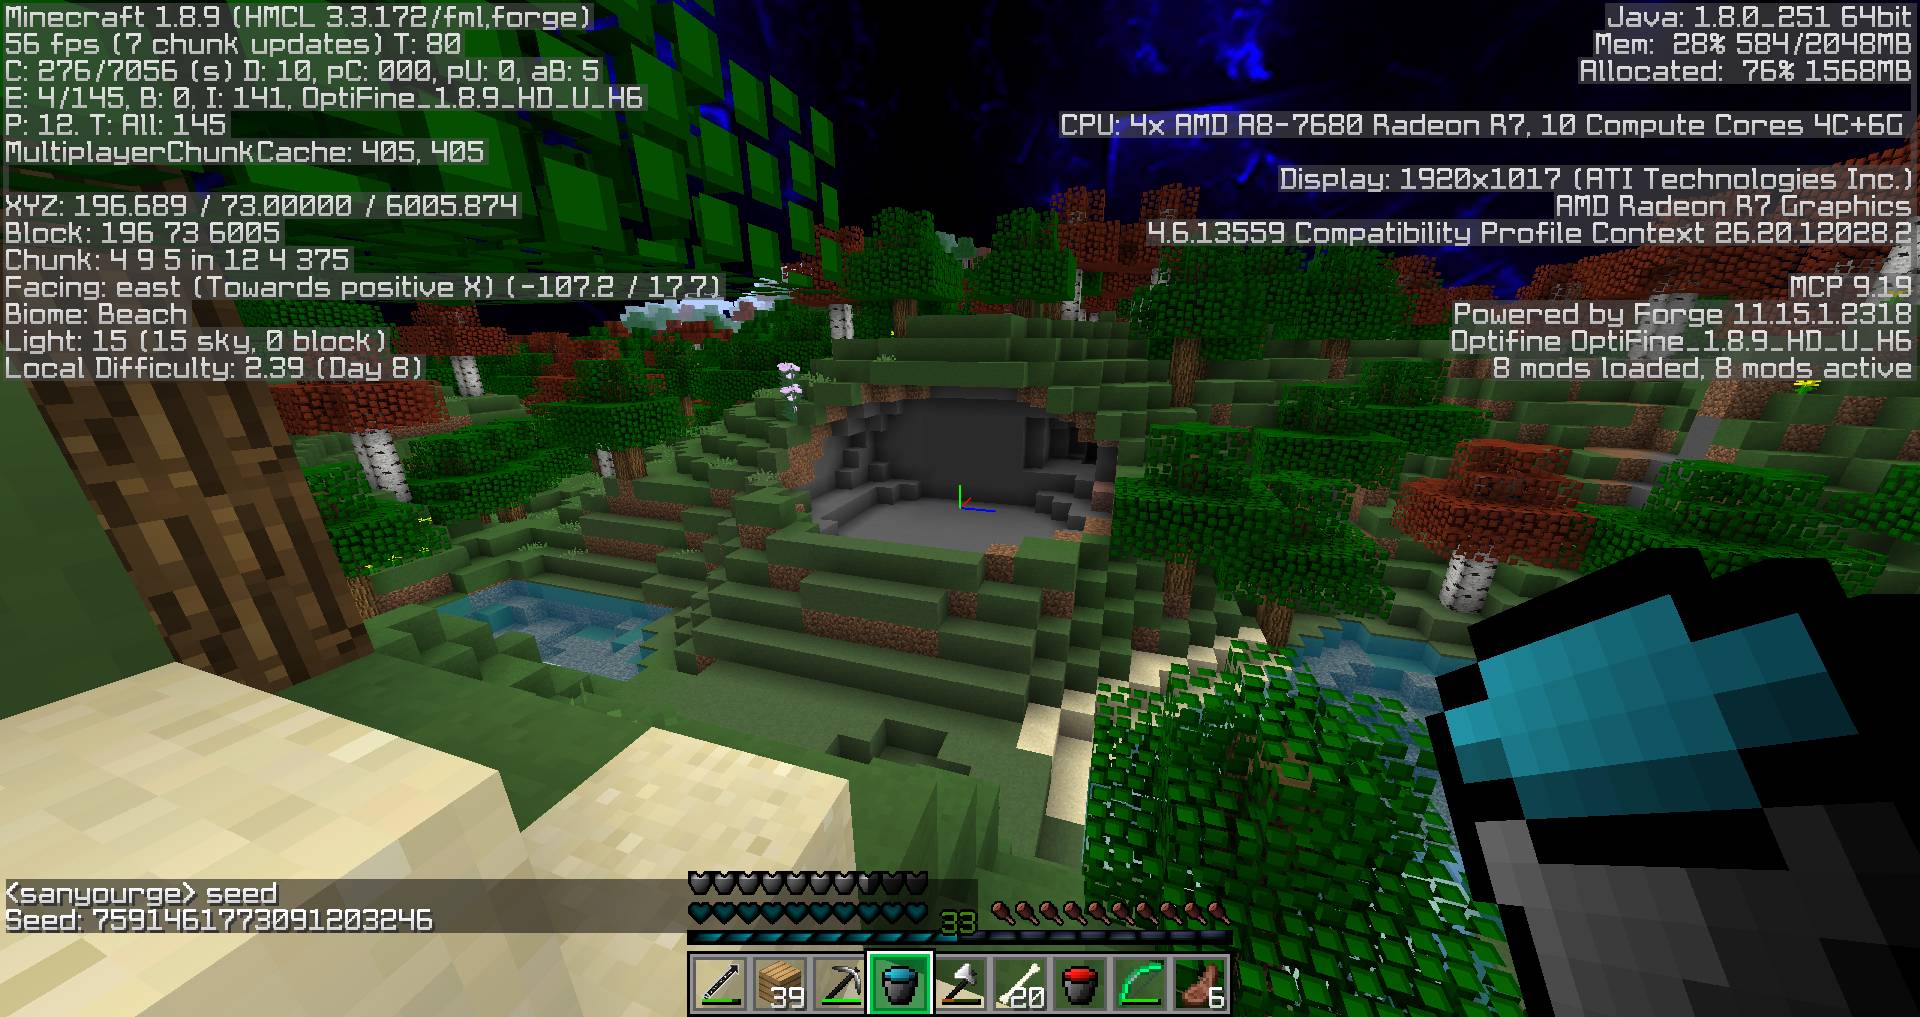 Minecraft 1.8.9 (HMCL 3.3.172/fml,forge)
56 fps (7 chunk updates) T: 80
C: 276/7056 (s) D: 10, pC: 000, pU: 0, aB: 5
E: 4/145, B: 0, I: 141, OptiFine_1.8.9_HD_U_H6
P: 12. T: All: 145
MultiplayerChunkCache: 405, 405
XYZ: 196.689 / 73.00000 / 6005.874
Block: 196 73 6005
Chunk: 4 9 5 in 12 4 375
Facing: east (Towards positive X) (-107.2 / 17.7)
Biome: Beach
Light: 15 (15 sky, 0 block)
Local Difficulty: 2.39 (Day 8)
Java: 1.8.0_251 64bit
Mem: 28% 584/2048MB
Allocated: 76% 1568MB
CPU: 4x AMD A8-7680 Radeon R7, 10 Compute Cores 4C+6G
Display: 1920x1017 (ATI Technologies Inc.)
AMD Radeon R7 Graphics
4.6.13559 Compatibility Profile Context 26.20.12028.2
MCP 9.19
Powered by Forge 11.15.1.2318
Optifine OptiFine_1.8.9_HD_U_H6
8 mods loaded, 8 mods active
<sanyourge> seed
Seed: 7591461773091203246
33
39
20
6